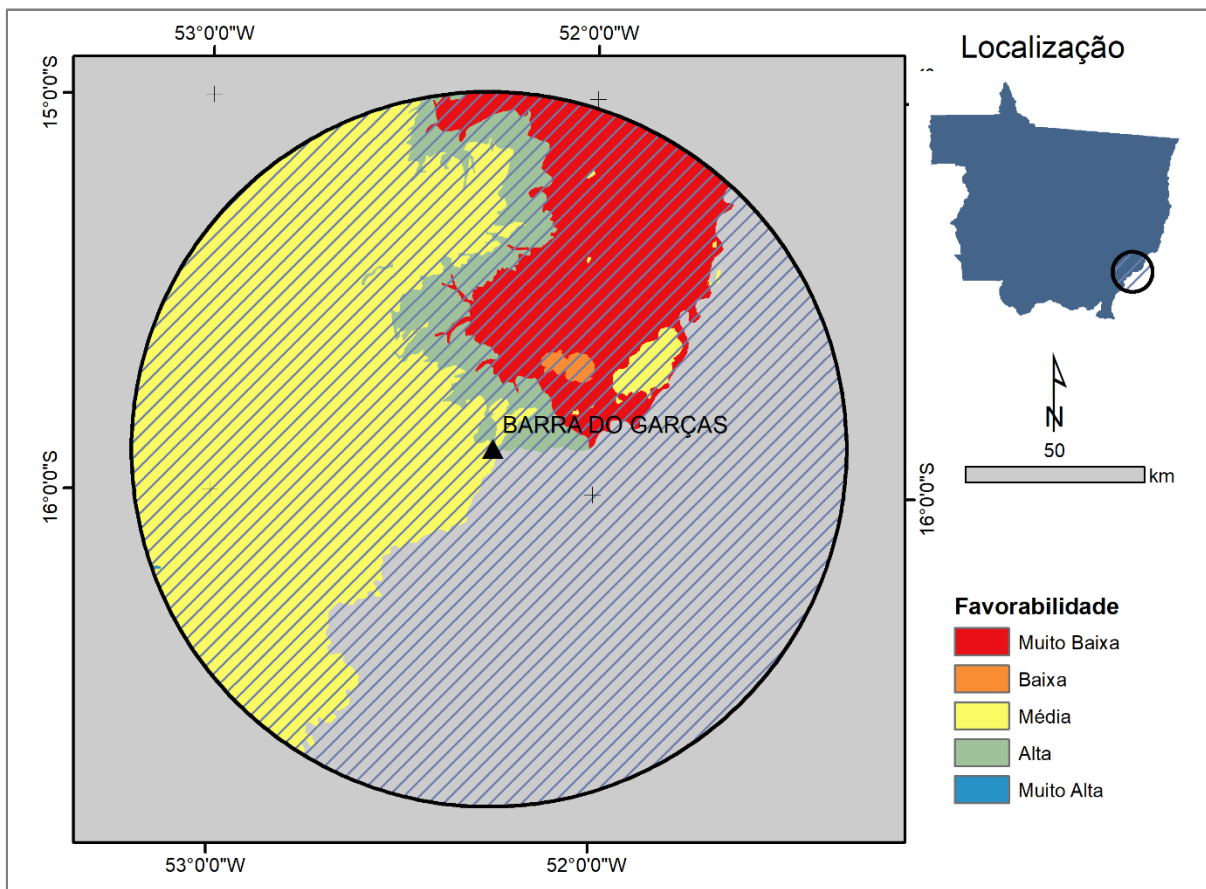 53°0'0"W
52°0'0"W
Localização
15°0'0"S
BARRA DO GARÇAS
N
50
km
16°0'0"S
16°0'0"S
Favorabilidade
Muito Baixa
Baixa
Média
Alta
Muito Alta
53°0'0"W
52°0'0"W